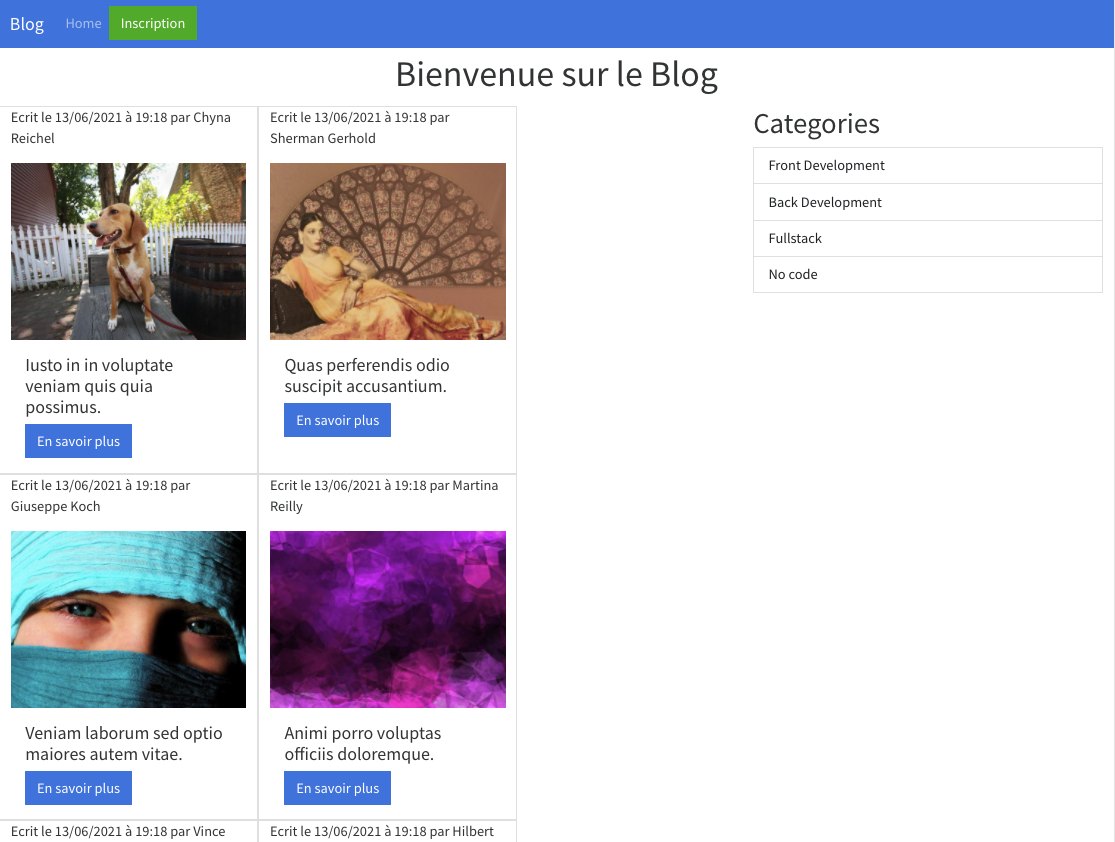 Blog
Home
Inscription
Bienvenue sur le Blog
Ecrit le 13/06/2021 à 19:18 par Chyna
Reichel
Iusto in in voluptate
veniam quis quia
possimus.
En savoir plus
Ecrit le 13/06/2021 à 19:18 par
Sherman Gerhold
Quas perferendis odio
suscipit accusantium.
En savoir plus
Ecrit le 13/06/2021 à 19:18 par
Giuseppe Koch
Veniam laborum sed optio
maiores autem vitae.
En savoir plus
Ecrit le 13/06/2021 à 19:18 par Martina
Reilly
Animi porro voluptas
officiis doloremque.
En savoir plus
Ecrit le 13/06/2021 à 19:18 par Vince
Ecrit le 13/06/2021 à 19:18 par Hilbert
Categories
Front Development
Back Development
Fullstack
No code